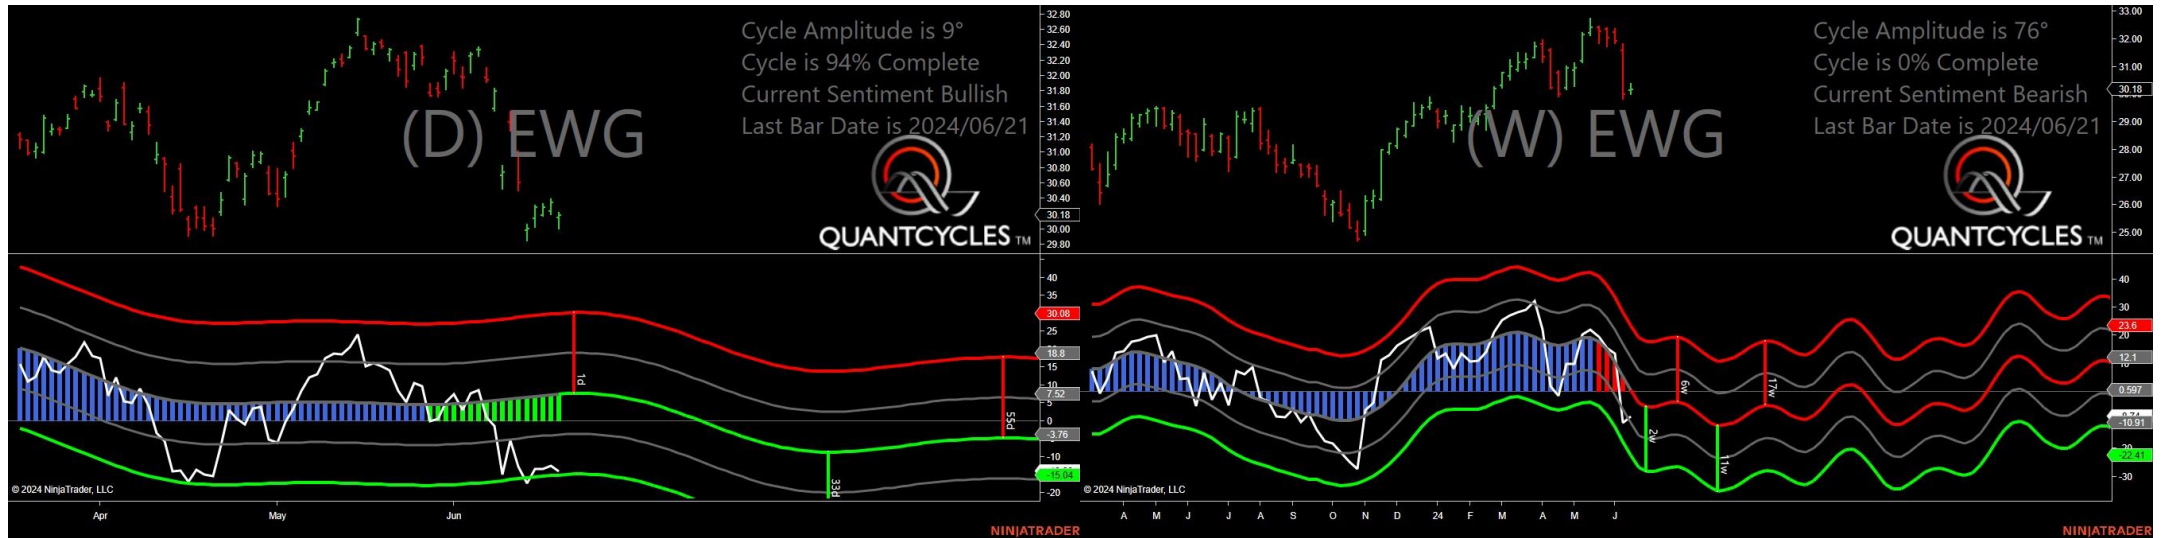 Cycle Amplitude is 9°
Cycle is 94% Complete
Current Sentiment Bullish
Last Bar Date is 2024/06/21
(D) EWG
QUANTCYCLES TM
32.80
32.60
32.40
32.20
32.00
31.80
31.60
31.40
31.20
31.00
30.80
30.60
30.40
30.18
30.00
29.80
40
35
30.08
25
18.8
15
10
7.52
5
0
-3.76
-10
-15.04
-20
1d
33d
55d
© 2024 NinjaTrader, LLC
Apr May Jun
NINJATRADER
Cycle Amplitude is 76°
Cycle is 0% Complete
Current Sentiment Bearish
Last Bar Date is 2024/06/21
(W) EWG
QUANTCYCLES TM
33.00
32.00
31.00
30.18
29.00
28.00
27.00
26.00
25.00
40
30
23.6
20
12.1
10
0.597
-10.91
-20
-22.41
-30
2w
6w
11w
17w
© 2024 NinjaTrader, LLC
A M J J A S O N D 24 F M A M J
NINJATRADER